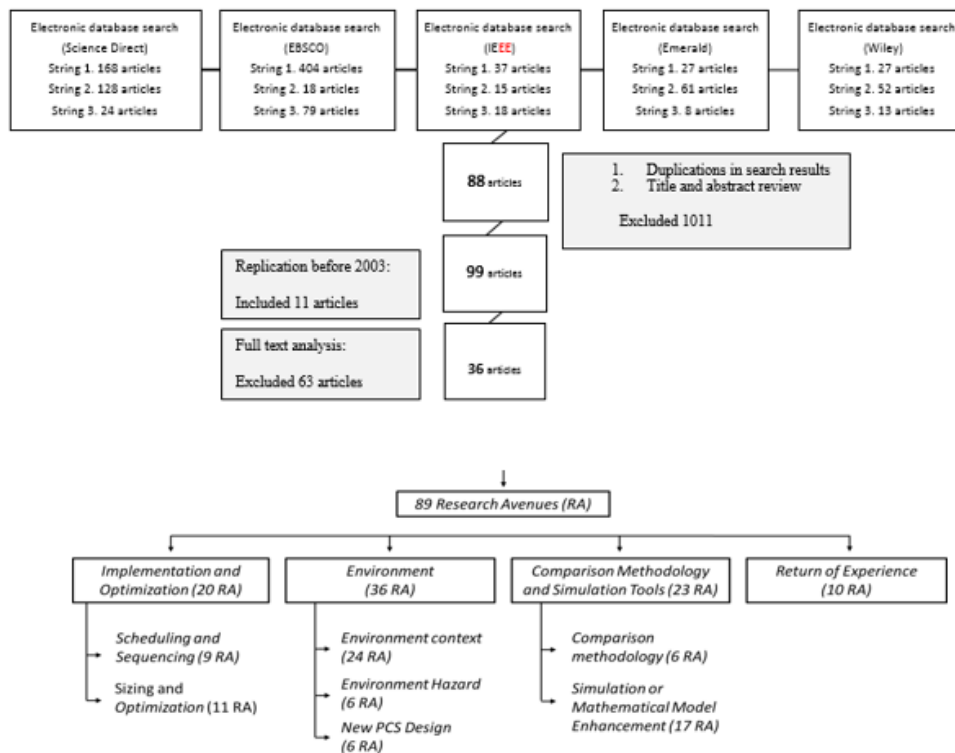 Electronic database search
(Science Direct)
String 1. 168 articles
String 2. 128 articles
String 3. 24 articles
Electronic database search
(EBSCO)
String 1. 404 articles
String 2. 18 articles
String 3. 79 articles
Electronic database search
(IEEE)
String 1. 37 articles
String 2. 15 articles
String 3. 18 articles
Electronic database search
(Emerald)
String 1. 27 articles
String 2. 61 articles
String 3. 8 articles
Electronic database search
(Wiley)
String 1. 27 articles
String 2. 52 articles
String 3. 13 articles
88 articles
1. Duplications in search results
2. Title and abstract review
Excluded 1011
Replication before 2003:
Included 11 articles
99
articles
Full text analysis:
Excluded 63 articles
36 articles
89 Research Avenues (RA)
Implementation and
Optimization (20 RA)
Scheduling and
Sequencing (9 RA)
Sizing and
Optimization (11 RA)
Environment
(36 RA)
Environment context
(24 RA)
Environment Hazard
(6 RA)
New PCS Design
(6 RA)
Comparison Methodology
and Simulation Tools (23 RA)
Comparison
methodology (6 RA)
Simulation or
Mathematical Model
Enhancement (17 RA)
Return of Experience
(10 RA)